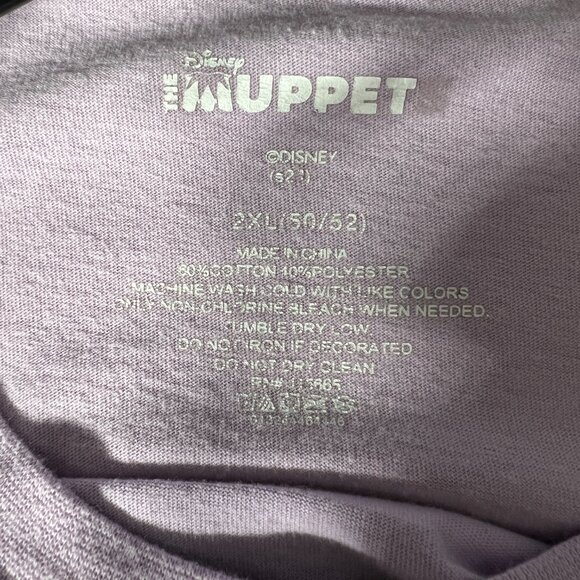 Disney
THE MUPPET
©DISNEY
2XL(50/52)
MADE IN CHINA
60%COTTON 40%POLYESTER
MACHINE WASH COLD WITH LIKE COLORS
ONLY NON-CHLORINE BLEACH WHEN NEEDED.
TUMBLE DRY LOW
DO NOT IRON IF DECORATED
DO NOT DRY CLEAN
RN#